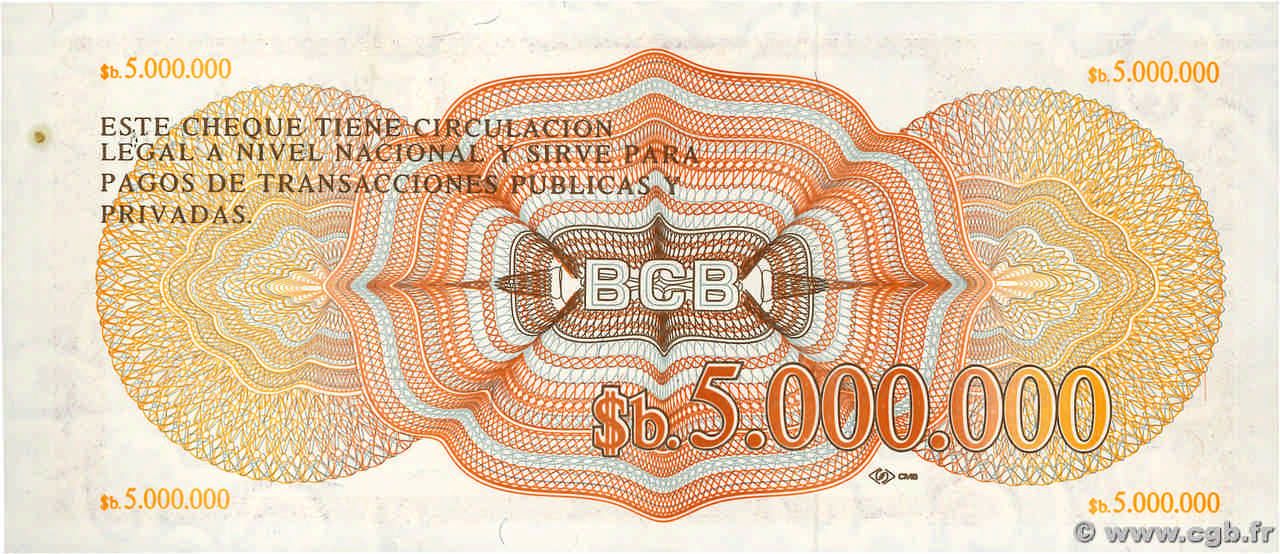 $b. 5.000.000
$b. 5.000.000
ESTE CHEQUE TIENE CIRCULACION
LEGAL A NIVEL NACIONAL Y SIRVE PARA
PAGOS DE TRANSACCIONES PUBLICAS Y
PRIVADAS.
BCB
$b. 5.000.000
CMB
$b. 5.000.000
$b. 5.000.000
© www.cgb.fr